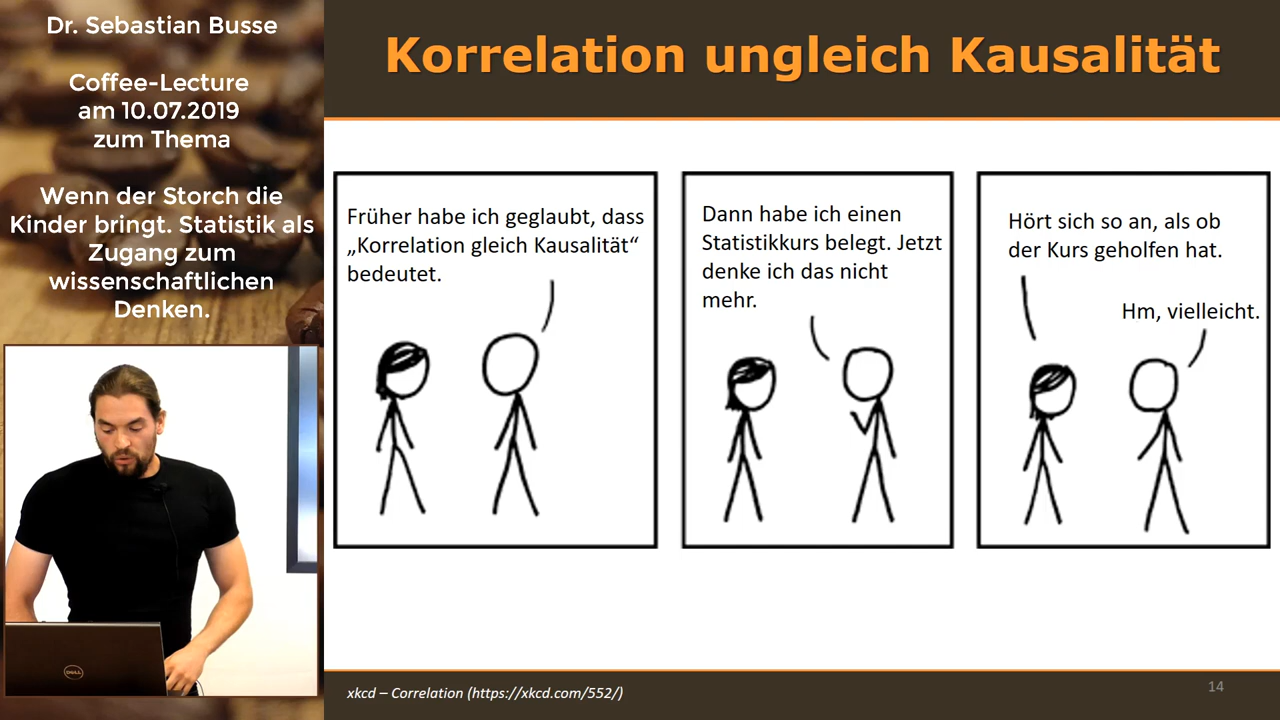 Dr. Sebastian Busse
Coffee-Lecture
am 10.07.2019
zum Thema
Wenn der Storch die
Kinder bringt. Statistik als
Zugang zum
wissenschaftlichen
Denken.
DELL
Korrelation ungleich Kausalität
Früher habe ich geglaubt, dass
„Korrelation gleich Kausalität“
bedeutet.
Dann habe ich einen
Statistikkurs belegt. Jetzt
denke ich das nicht
mehr.
Hört sich so an, als ob
der Kurs geholfen hat.
Hm, vielleicht.
xkcd – Correlation (https://xkcd.com/552/)
14